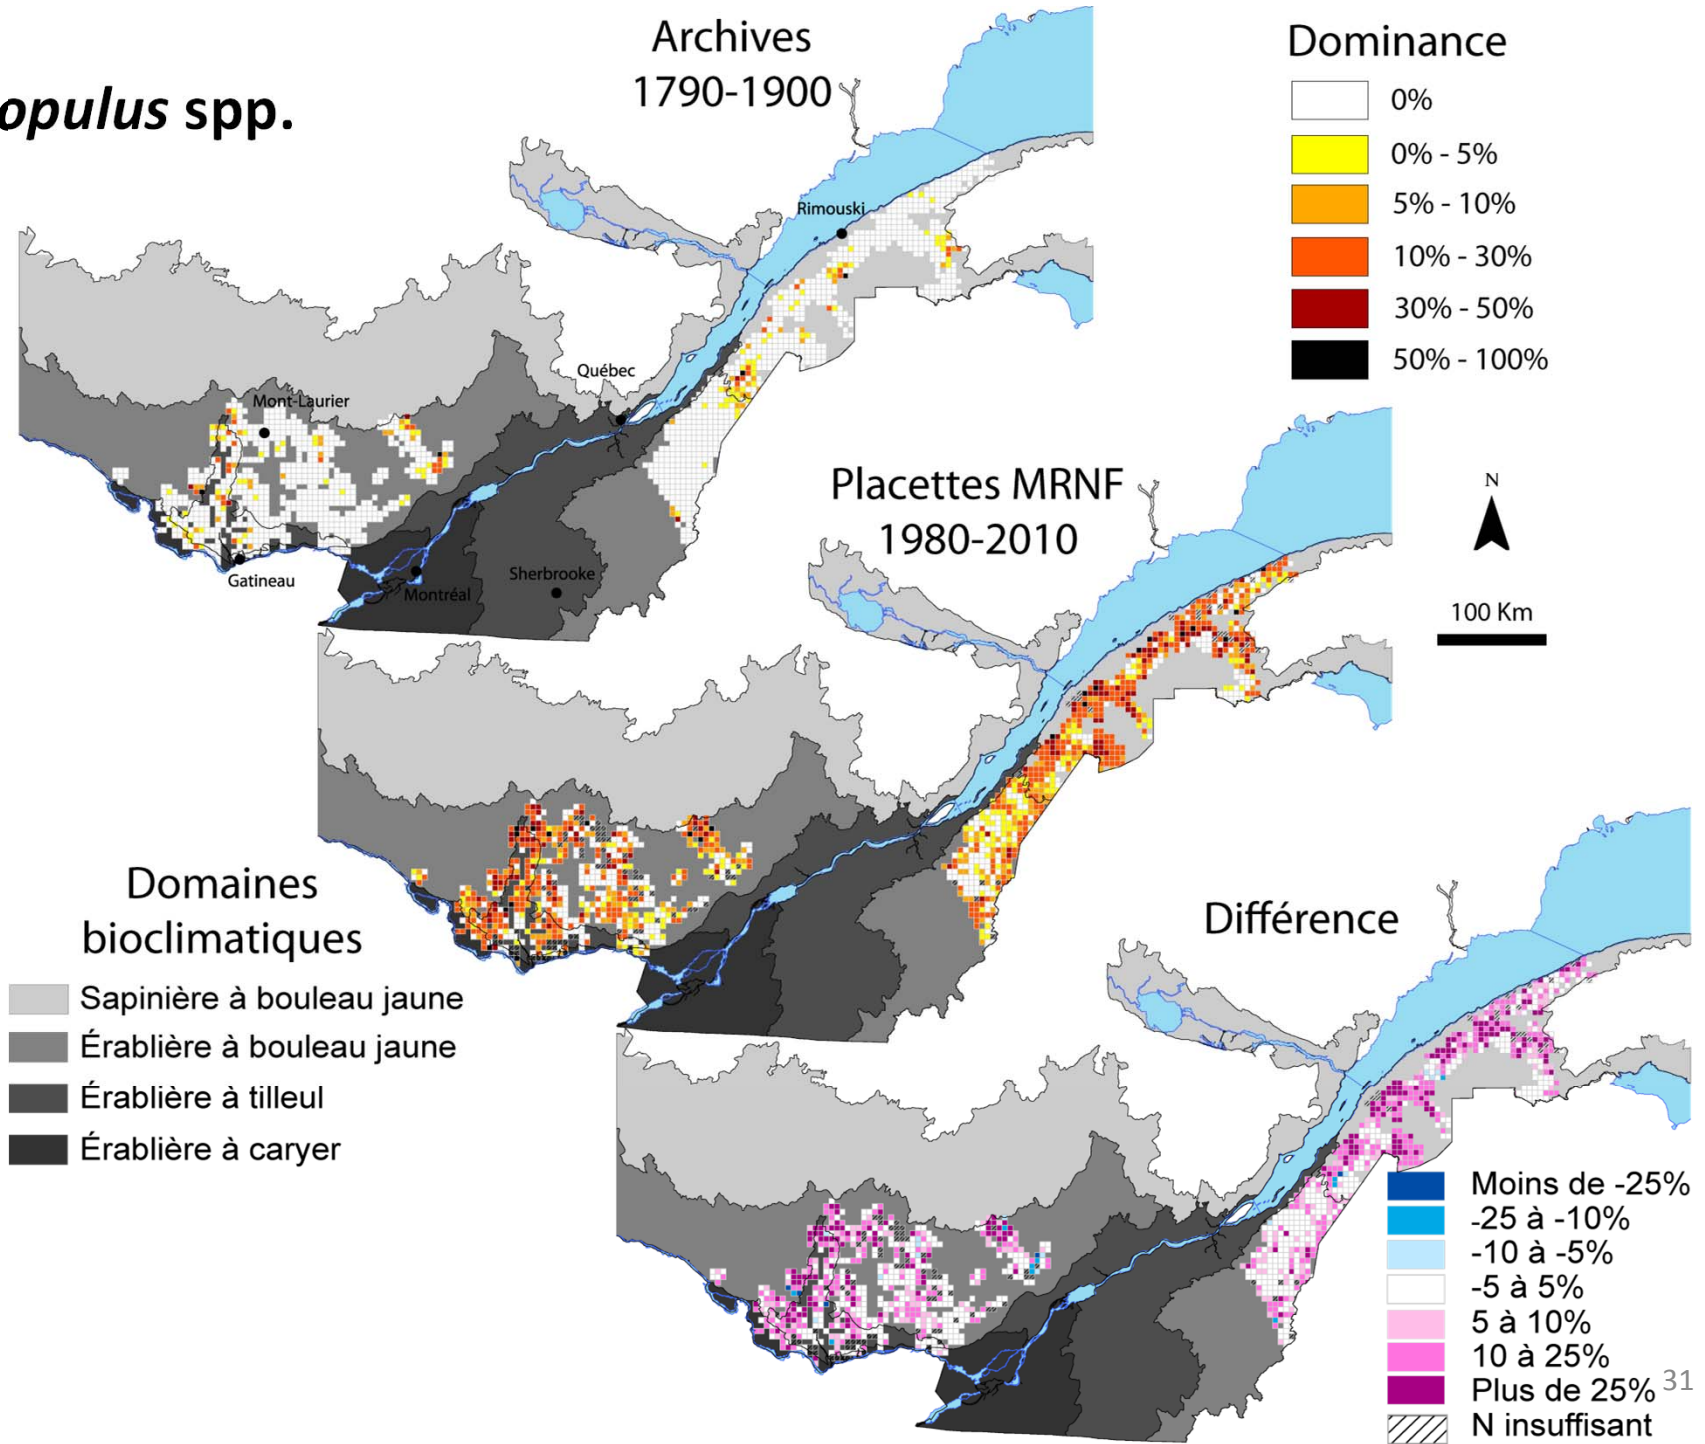 opulus spp.
Archives
1790-1900
Dominance
0%
0% - 5%
5% - 10%
10% - 30%
30% - 50%
50% - 100%
Rimouski
Québec
Mont-Laurier
Gatineau
Montréal
Sherbrooke
Placettes MRNF
1980-2010
N
100 Km
Domaines
bioclimatiques
Sapinière à bouleau jaune
Érablière à bouleau jaune
Érablière à tilleul
Érablière à caryer
Différence
Moins de -25%
-25 à -10%
-10 à -5%
-5 à 5%
5 à 10%
10 à 25%
Plus de 25%
N insuffisant
31